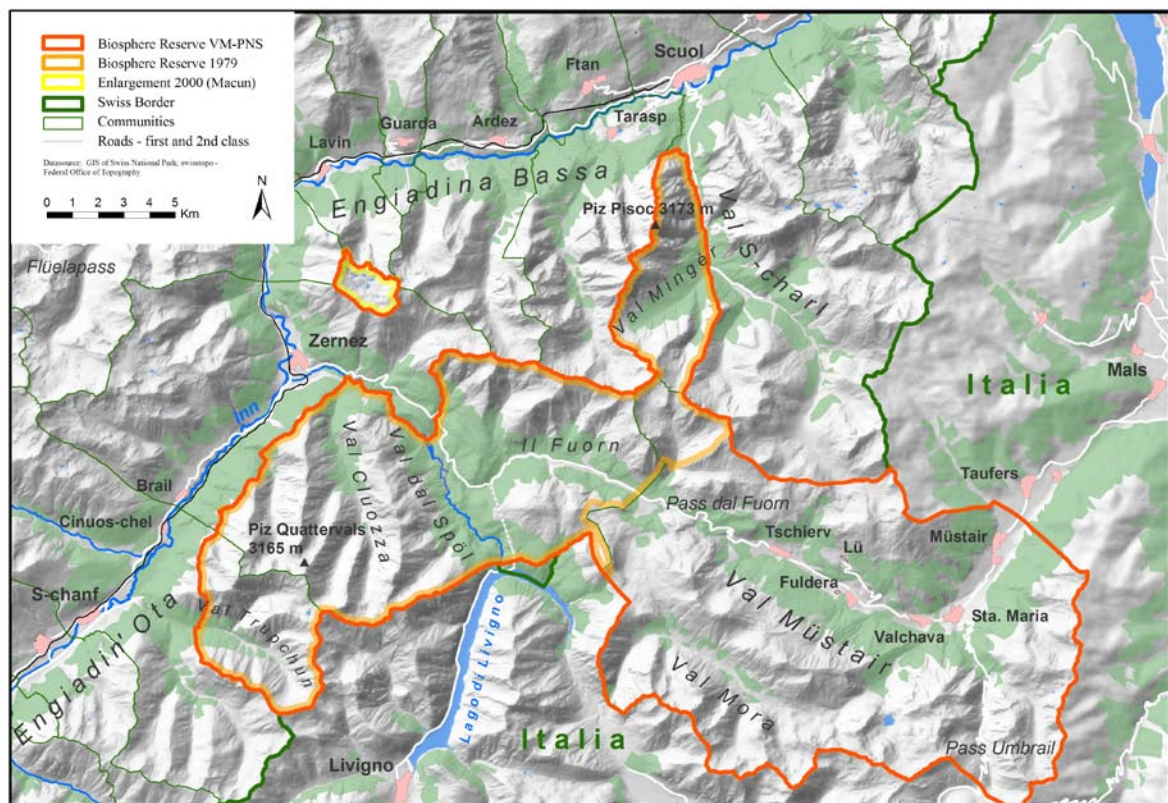 Biosphere Reserve VM-PNS
Biosphere Reserve 1979
Enlargement 2000 (Macun)
Swiss Border
Communities
Roads - first and 2nd class
Datasource: GIS of Swiss National Park, swisstopo -
Federal Office of Topography
0 1 2 3 4 5
Km
N
Scuol
Ftan
Tarasp
Ardez
Guarda
Lavin
Engiadina Bassa
Piz Pisoc 3173 m
Val S-charl
Val Minger
Flüelapass
Zernez
Inn
Italia
Mals
Il Fuorn
Val Cluozza
Val dal Spöl
Taufers
Brail
Pass dal Fuorn
Cinuos-chel
Piz Quattervals
3165 m
Tschierv
Lü
Müstair
S-chanf
Fuldera
Val Müstair
Sta. Maria
Valchava
Val Trupchun
Engiadin' Ota
Lago di Livigno
Val Mora
Italia
Pass Umbrail
Livigno